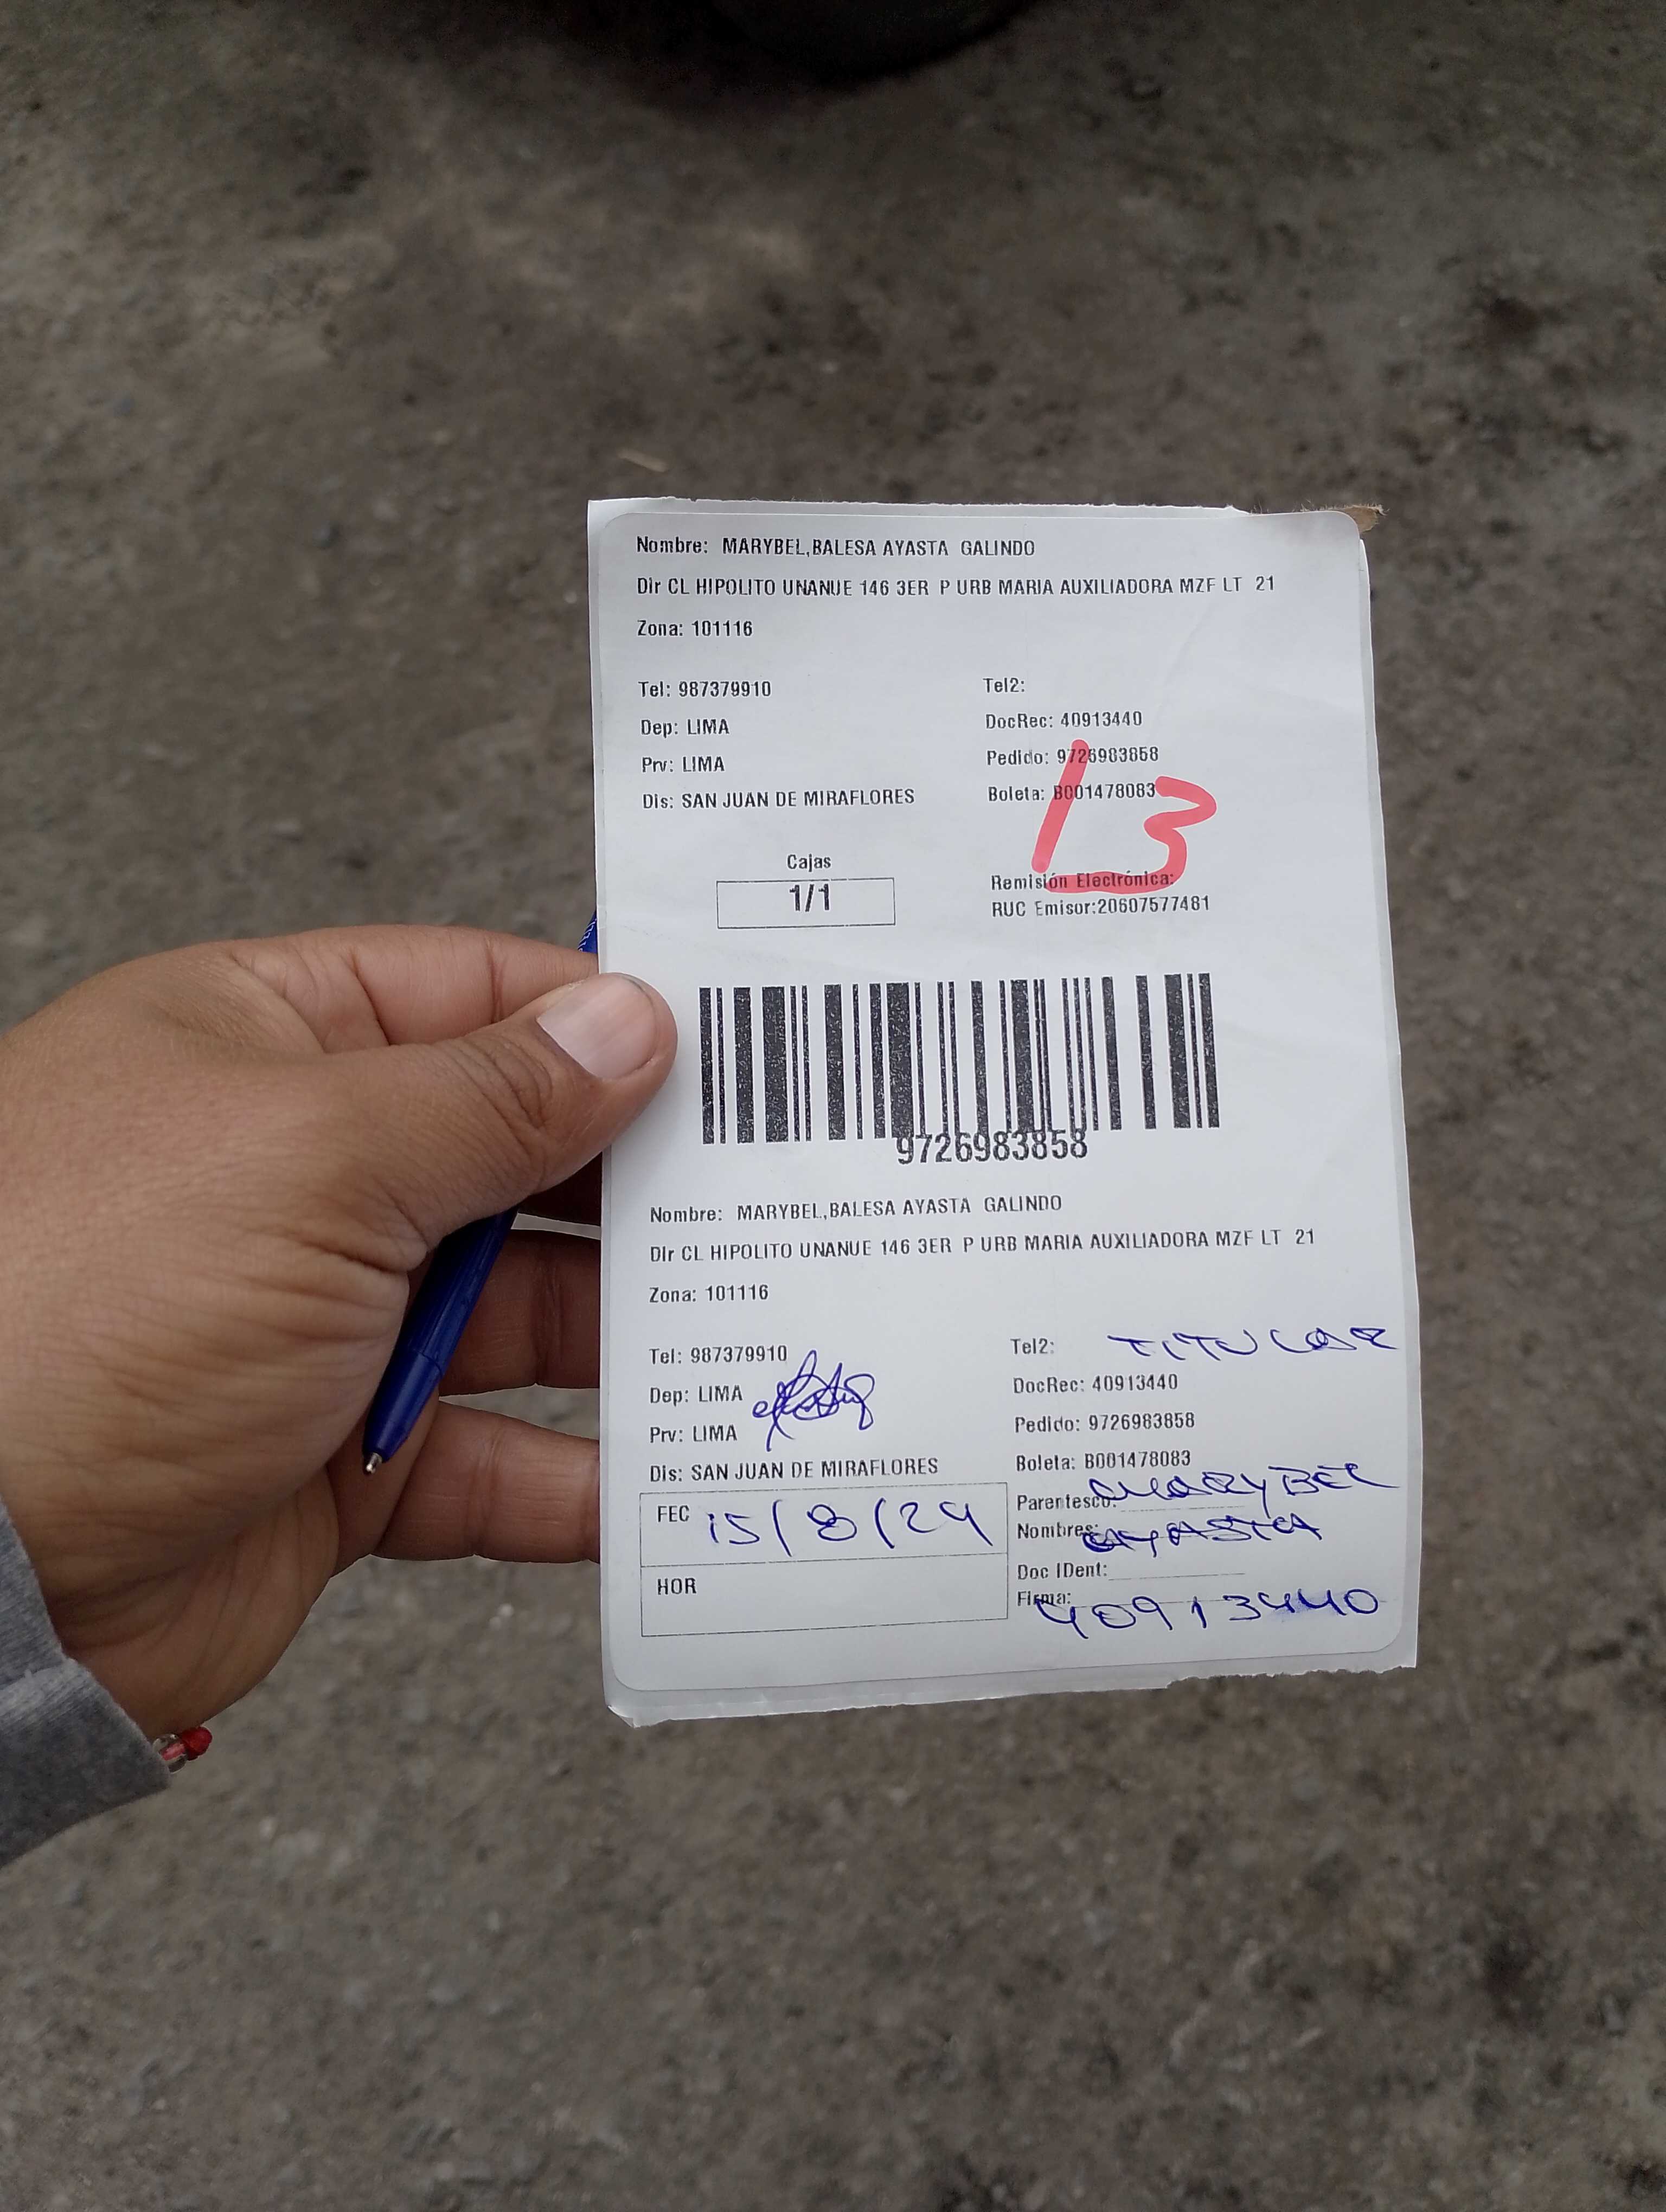 Nombre: MARYBEL,BALESA AYASTA GALINDO
Dir CL HIPOLITO UNANUE 146 3ER P URB MARIA AUXILIADORA MZF LT 21
Zona: 101116
Tel: 987379910 Tel2:
Dep: LIMA DocRec: 40913440
Prv: LIMA Pedido: 9726983858
Dis: SAN JUAN DE MIRAFLORES Boleta: B001478083
13
Cajas
1/1
Remisión Electrónica:
RUC Emisor:20607577481
9726983858
Nombre: MARYBEL,BALESA AYASTA GALINDO
Dir CL HIPOLITO UNANUE 146 3ER P URB MARIA AUXILIADORA MZF LT 21
Zona: 101116
Tel: 987379910 Tel2: TITULAR
Dep: LIMA DocRec: 40913440
Prv: LIMA Pedido: 9726983858
Dis: SAN JUAN DE MIRAFLORES Boleta: B001478083
FEC 15/8/24 Parentesco: MARYBEL
Nombres: AYASTA
HOR Doc IDent:
Firma: 40913440